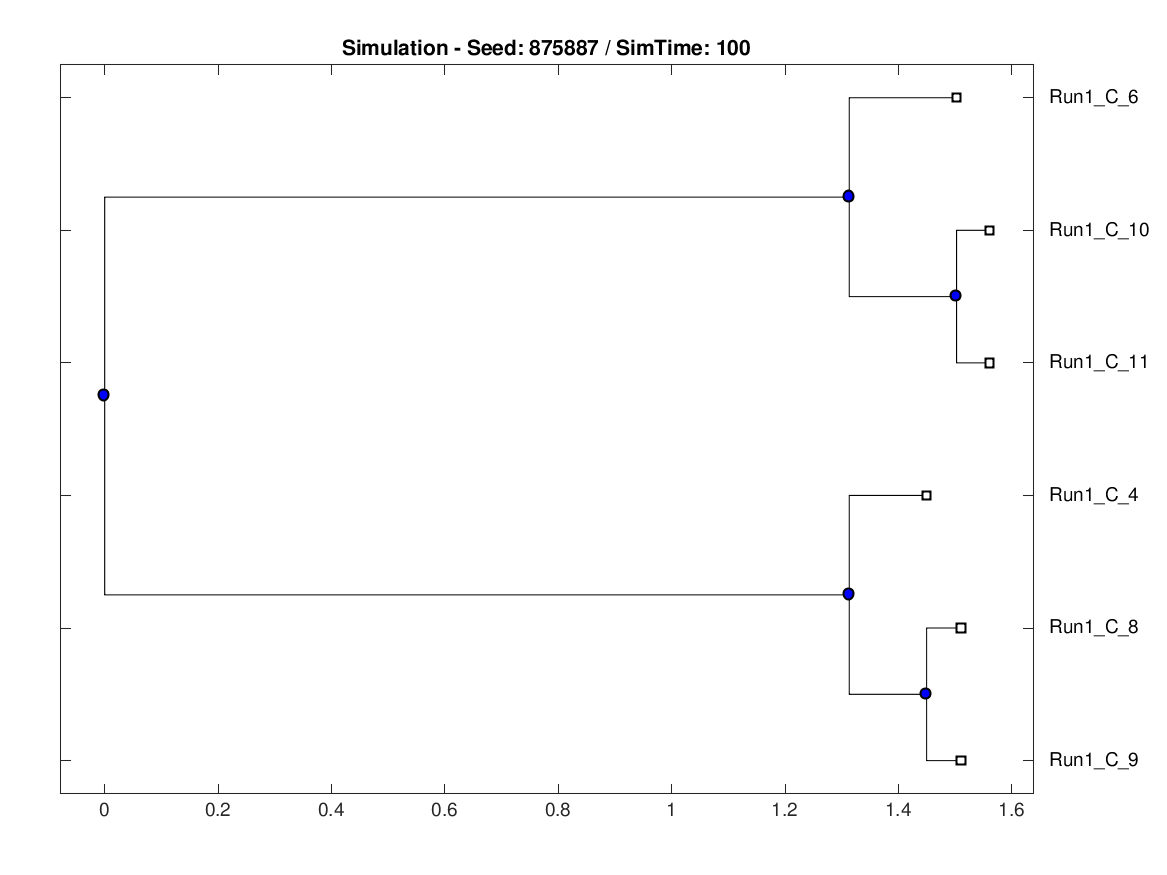 Simulation - Seed: 875887 / SimTime: 100
Run1_C_6
Run1_C_10
Run1_C_11
Run1_C_4
Run1_C_8
Run1_C_9
0 0.2 0.4 0.6 0.8 1 1.2 1.4 1.6